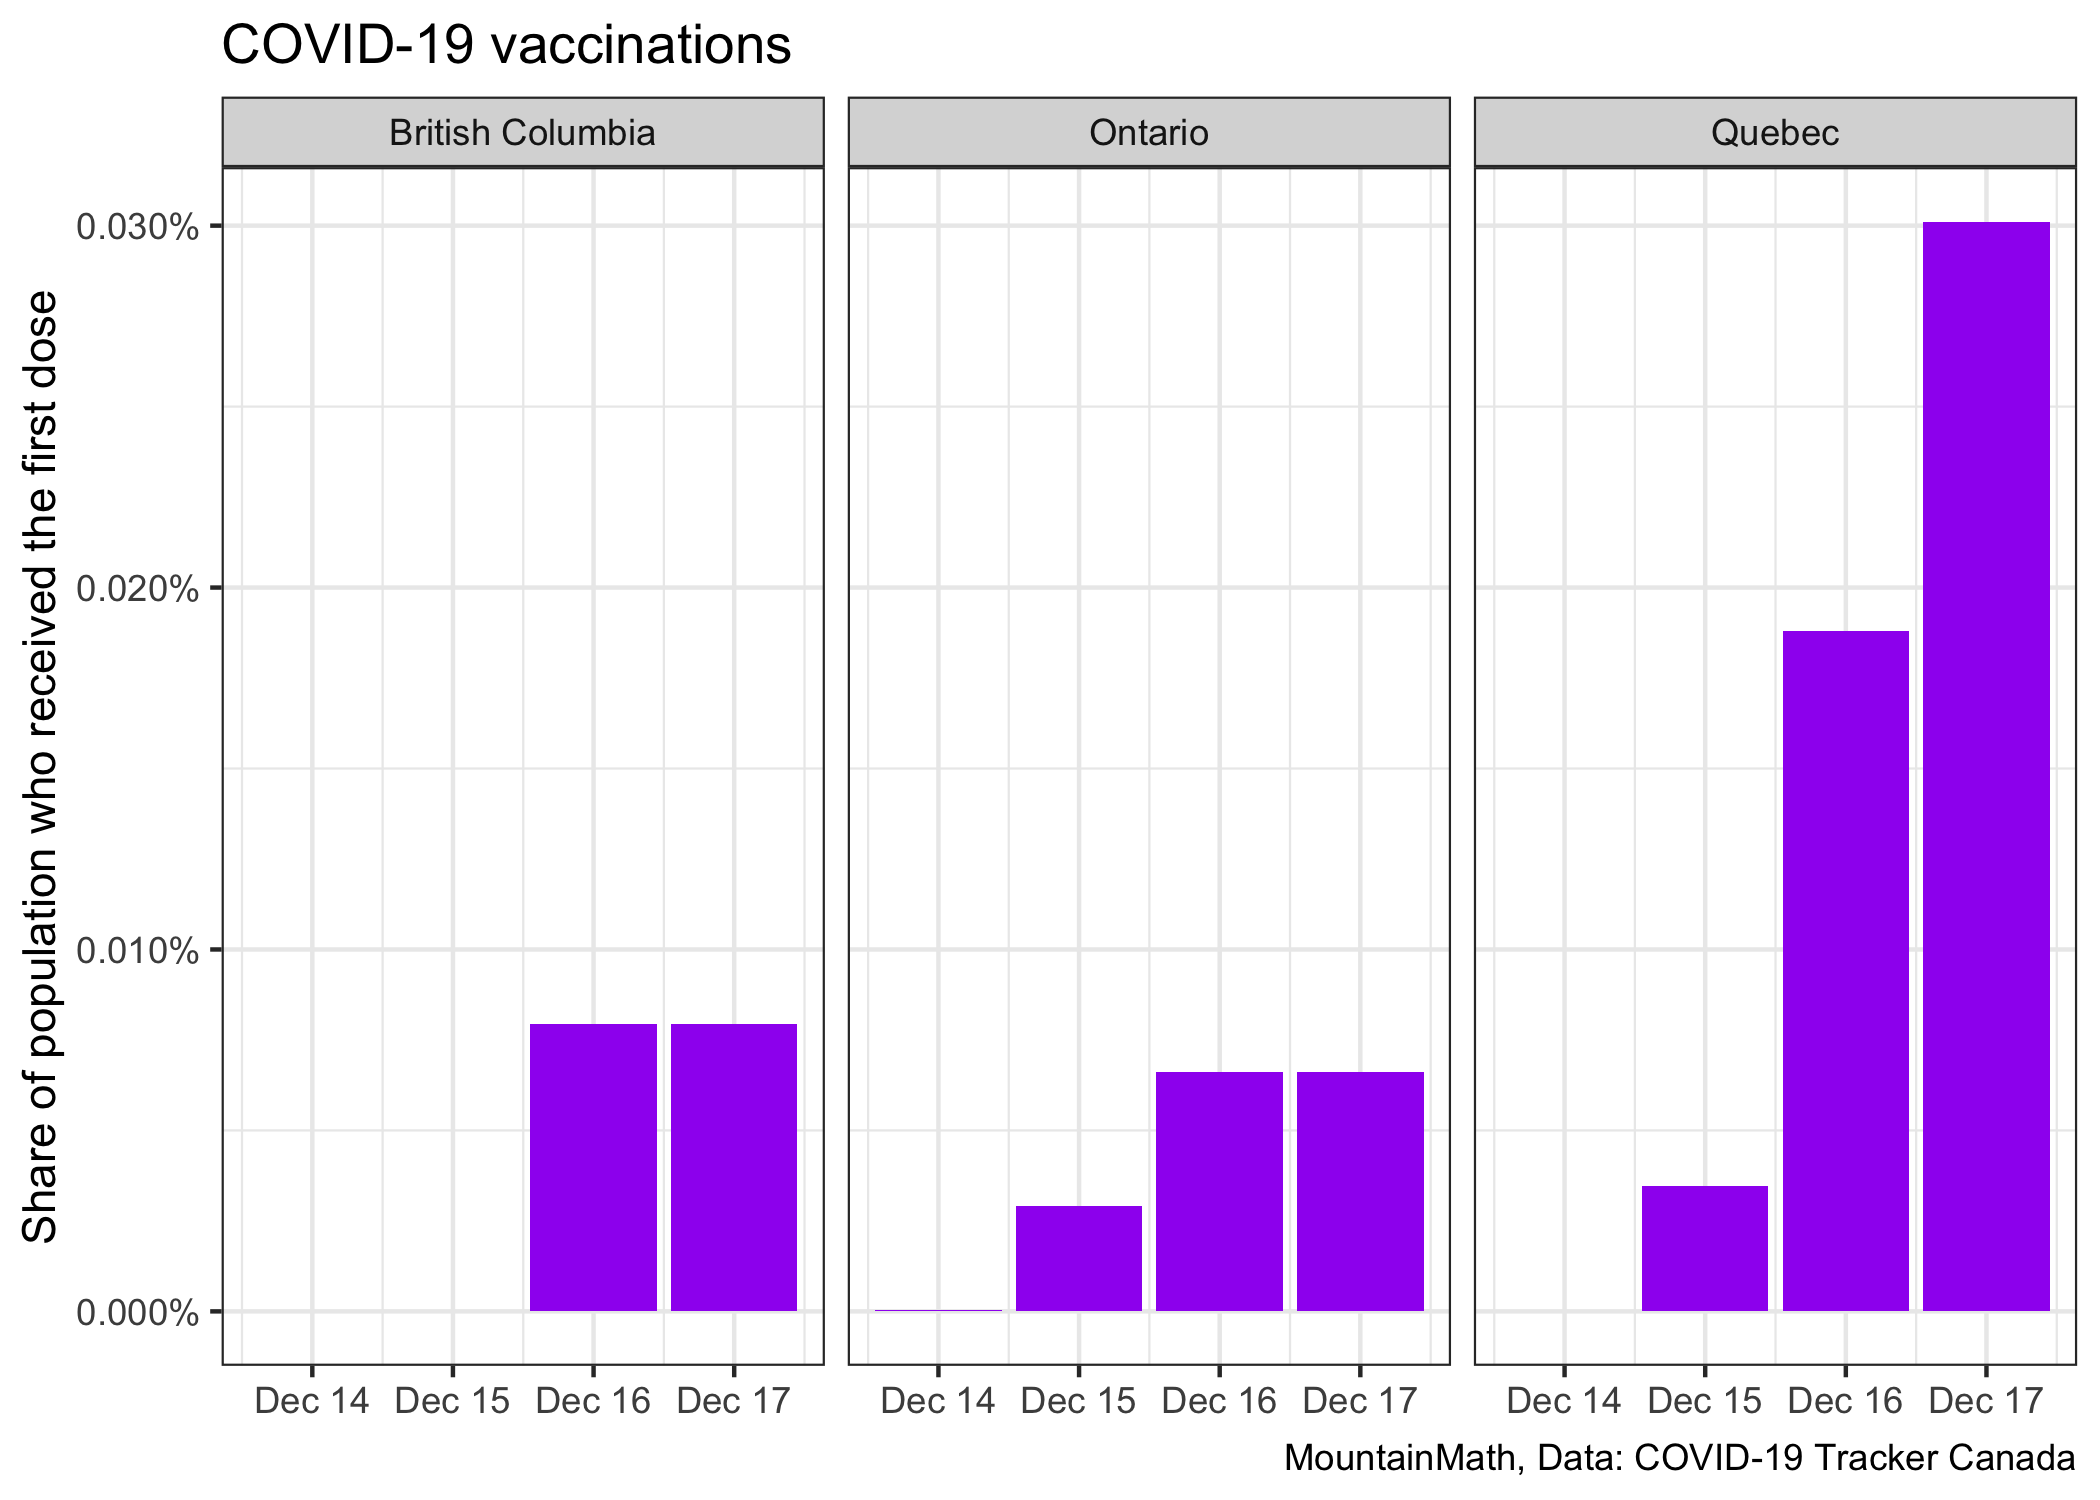 COVID-19 vaccinations
British Columbia
Ontario
Quebec
Share of population who received the first dose
0.030%
0.020%
0.010%
0.000%
Dec 14 Dec 15 Dec 16 Dec 17
Dec 14 Dec 15 Dec 16 Dec 17
Dec 14 Dec 15 Dec 16 Dec 17
MountainMath, Data: COVID-19 Tracker Canada